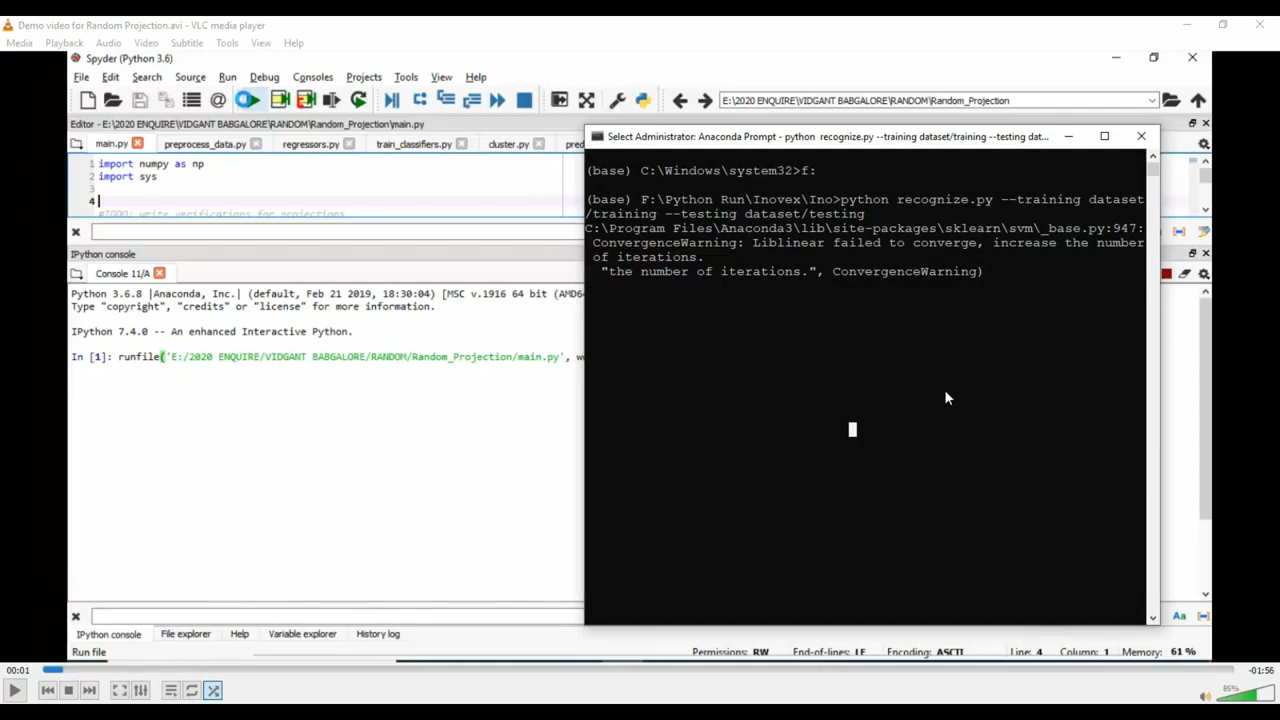 Demo video for Random Projection.avi - VLC media player
Media Playback Audio Video Subtitle Tools View Help
Spyder (Python 3.6)
File Edit Search Source Run Debug Consoles Projects Tools View Help
E:\2020 ENQUIRE\VIDGANT BABGALORE\RANDOM\Random_Projection
Editor - E:\2020 ENQUIRE\VIDGANT BABGALORE\RANDOM\Random_Projection\main.py
main.py preprocess_data.py regressors.py train_classifiers.py cluster.py pred
1 import numpy as np
2 import sys
3
4
#TODO: write verifications for projections
Python console
Console 11/A
Python 3.6.8 |Anaconda, Inc.| (default, Feb 21 2019, 18:30:04) [MSC v.1916 64 bit (AMD6
Type "copyright", "credits" or "license" for more information.
IPython 7.4.0 -- An enhanced Interactive Python.
In [1]: runfile('E:/2020 ENQUIRE/VIDGANT BABGALORE/RANDOM/Random_Projection/main.py', w
Select Administrator: Anaconda Prompt - python recognize.py --training dataset/training --testing dat...
(base) C:\Windows\system32>f:
(base) F:\Python Run\Inovex\Ino>python recognize.py --training dataset
/training --testing dataset/testing
C:\Program Files\Anaconda3\lib\site-packages\sklearn\svm\_base.py:947:
ConvergenceWarning: Liblinear failed to converge, increase the number
of iterations.
"the number of iterations.", ConvergenceWarning)
Aa
IPython console File explorer Help Variable explorer History log
Run file Permissions: RW End-of-lines: LF Encoding: ASCII Line: 4 Column: 1 Memory: 61 %
00:01 -01:56
85%